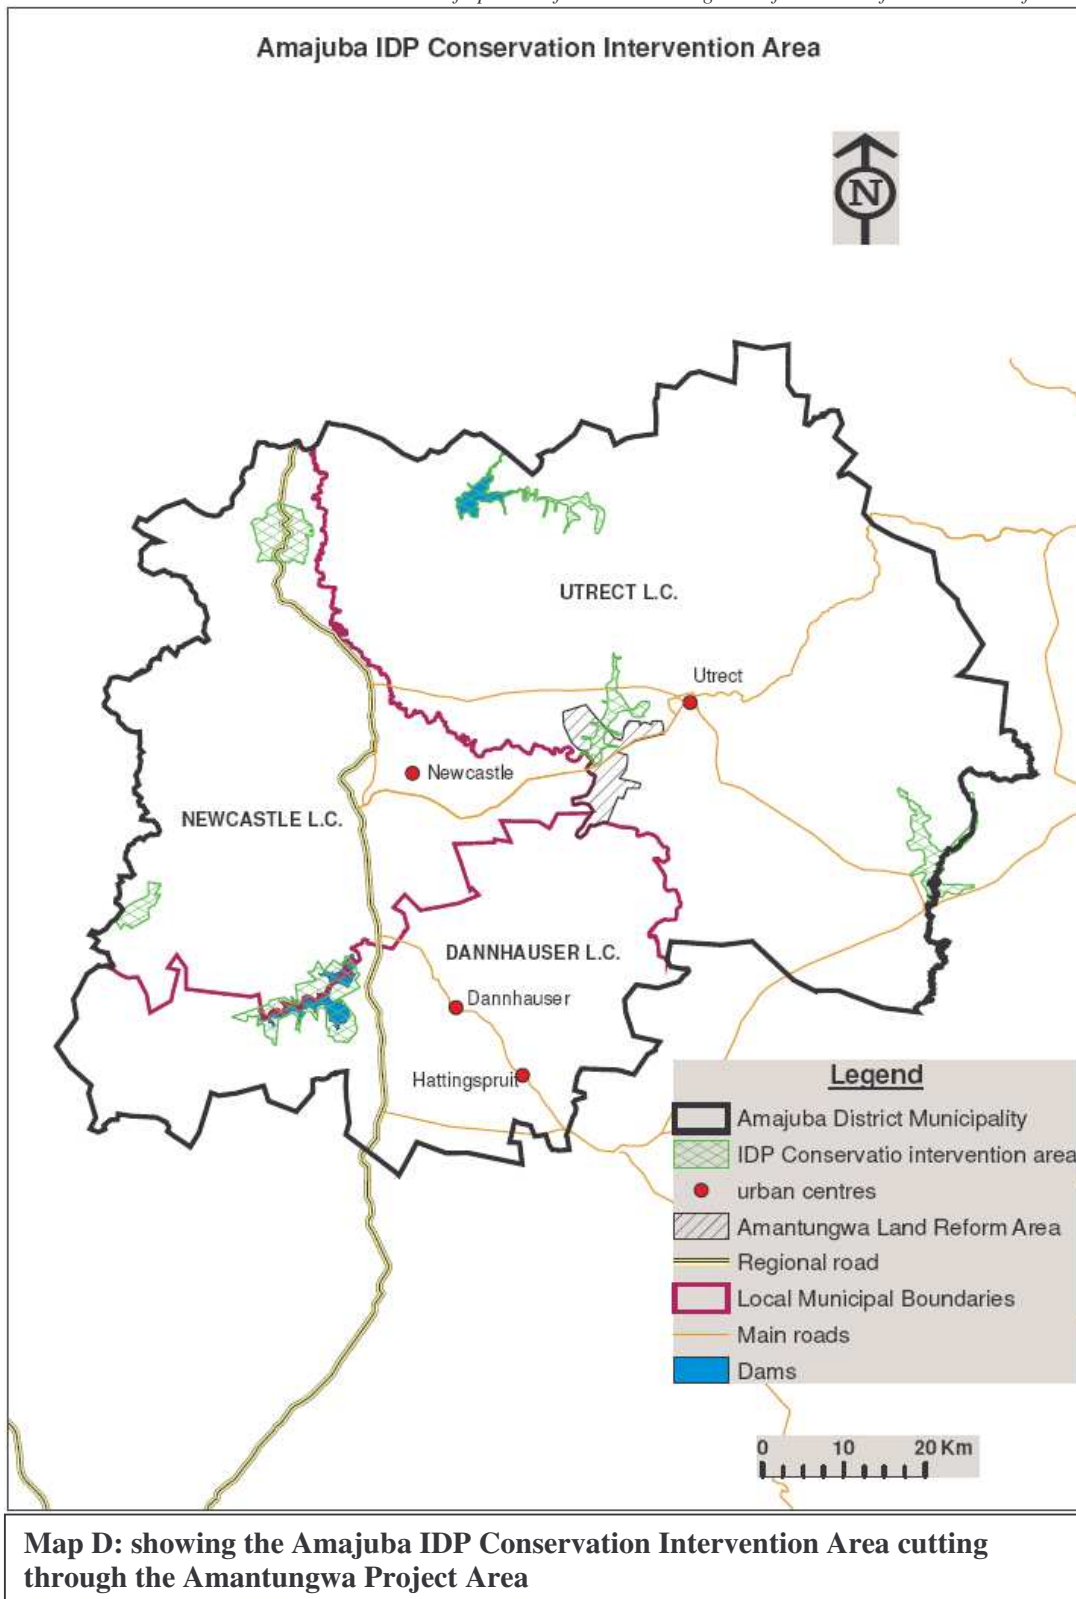 Amajuba IDP Conservation Intervention Area
N
UTRECT L.C.
Utrect
Newcastle
NEWCASTLE L.C.
DANNHAUSER L.C.
Dannhauser
Hattingspruit
Legend
Amajuba District Municipality
IDP Conservatio intervention area
urban centres
Amantungwa Land Reform Area
Regional road
Local Municipal Boundaries
Main roads
Dams
0 10 20 Km
Map D: showing the Amajuba IDP Conservation Intervention Area cutting
through the Amantungwa Project Area